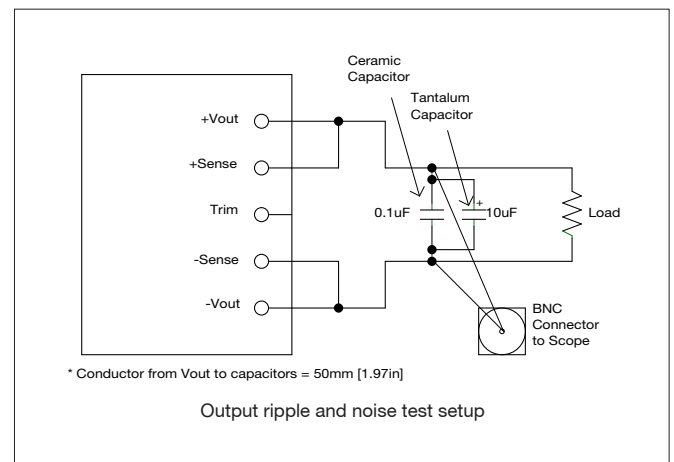 Ceramic
Capacitor
Tantalum
Capacitor
+Vout
+Sense
Trim
-Sense
-Vout
+
0.1uF
10uF
Load
BNC
Connector
to Scope
* Conductor from Vout to capacitors = 50mm [1.97in]
Output ripple and noise test setup